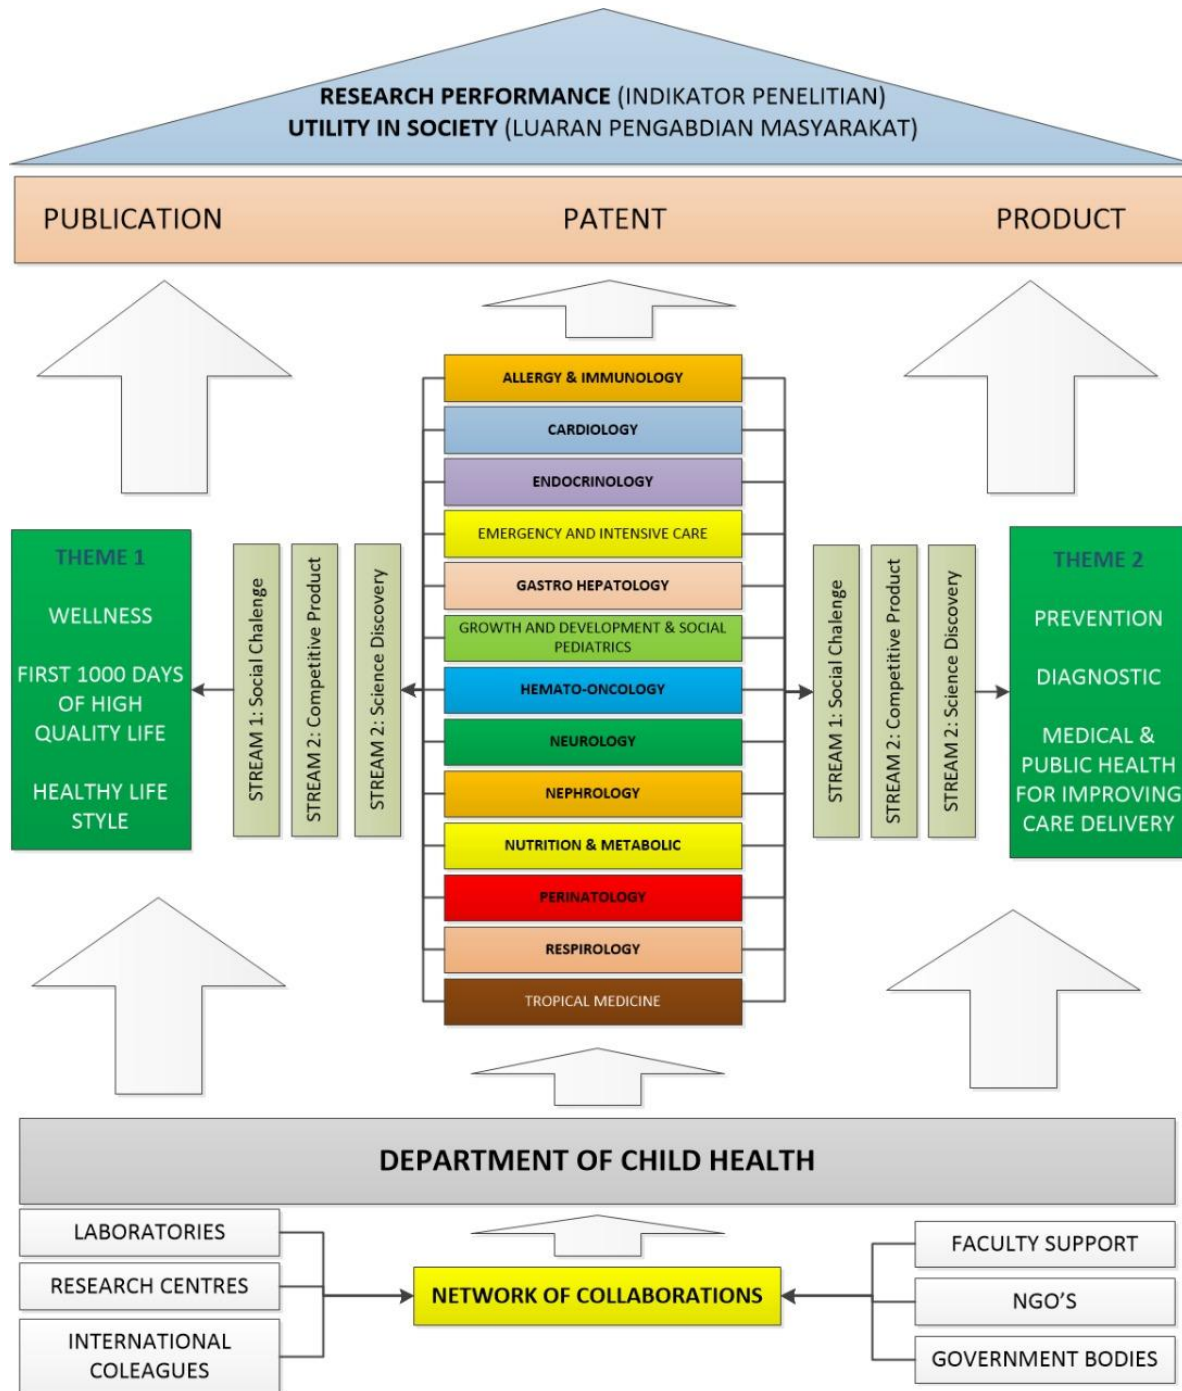 RESEARCH PERFORMANCE (INDIKATOR PENELITIAN)
UTILITY IN SOCIETY (LUARAN PENGABDIAN MASYARAKAT)
PUBLICATION
PATENT
PRODUCT
THEME 1
WELLNESS
FIRST 1000 DAYS
OF HIGH
QUALITY LIFE
HEALTHY LIFE
STYLE
STREAM 1: Social Chalenge
STREAM 2: Competitive Product
STREAM 2: Science Discovery
ALLERGY & IMMUNOLOGY
CARDIOLOGY
ENDOCRINOLOGY
EMERGENCY AND INTENSIVE CARE
GASTRO HEPATOLOGY
GROWTH AND DEVELOPMENT & SOCIAL
PEDIATRICS
HEMATO-ONCOLOGY
NEUROLOGY
NEPHROLOGY
NUTRITION & METABOLIC
PERINATOLOGY
RESPIROLOGY
TROPICAL MEDICINE
STREAM 1: Social Chalenge
STREAM 2: Competitive Product
STREAM 2: Science Discovery
THEME 2
PREVENTION
DIAGNOSTIC
MEDICAL &
PUBLIC HEALTH
FOR IMPROVING
CARE DELIVERY
DEPARTMENT OF CHILD HEALTH
LABORATORIES
RESEARCH CENTRES
INTERNATIONAL
COLEAGUES
NETWORK OF COLLABORATIONS
FACULTY SUPPORT
NGO'S
GOVERNMENT BODIES